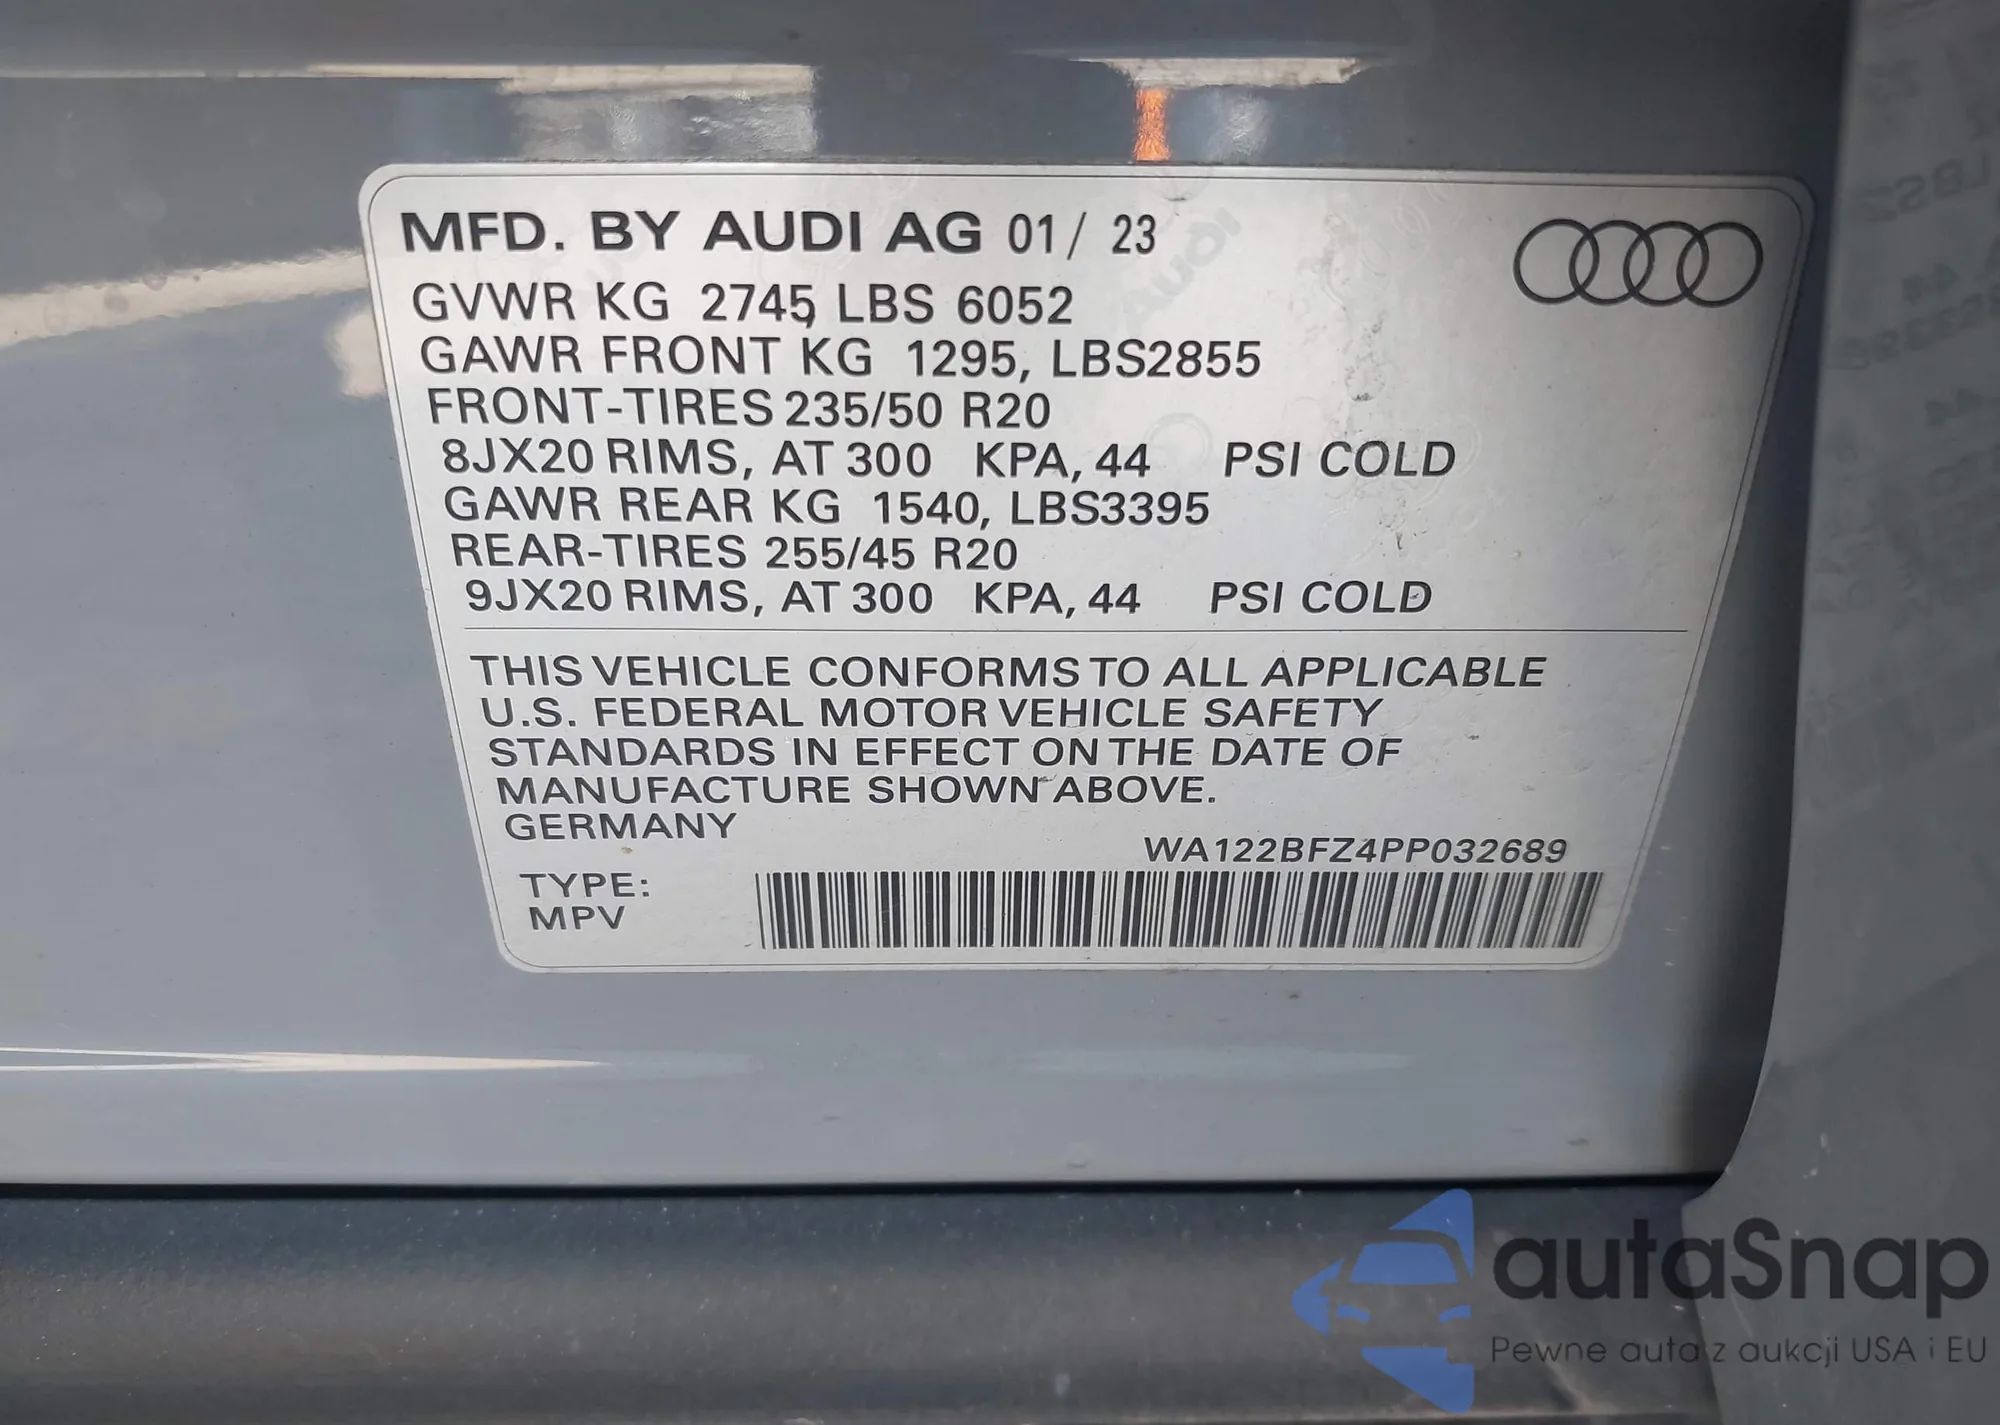 MFD. BY AUDI AG 01/ 23
GVWR KG 2745, LBS 6052
GAWR FRONT KG 1295, LBS2855
FRONT-TIRES 235/50 R20
8JX20 RIMS, AT 300 KPA, 44 PSI COLD
GAWR REAR KG 1540, LBS3395
REAR-TIRES 255/45 R20
9JX20 RIMS, AT 300 KPA, 44 PSI COLD
THIS VEHICLE CONFORMS TO ALL APPLICABLE
U.S. FEDERAL MOTOR VEHICLE SAFETY
STANDARDS IN EFFECT ON THE DATE OF
MANUFACTURE SHOWN ABOVE.
GERMANY
WA122BFZ4PP032689
TYPE:
MPV
autaSnap
Pewne auta z aukcji USA i EU